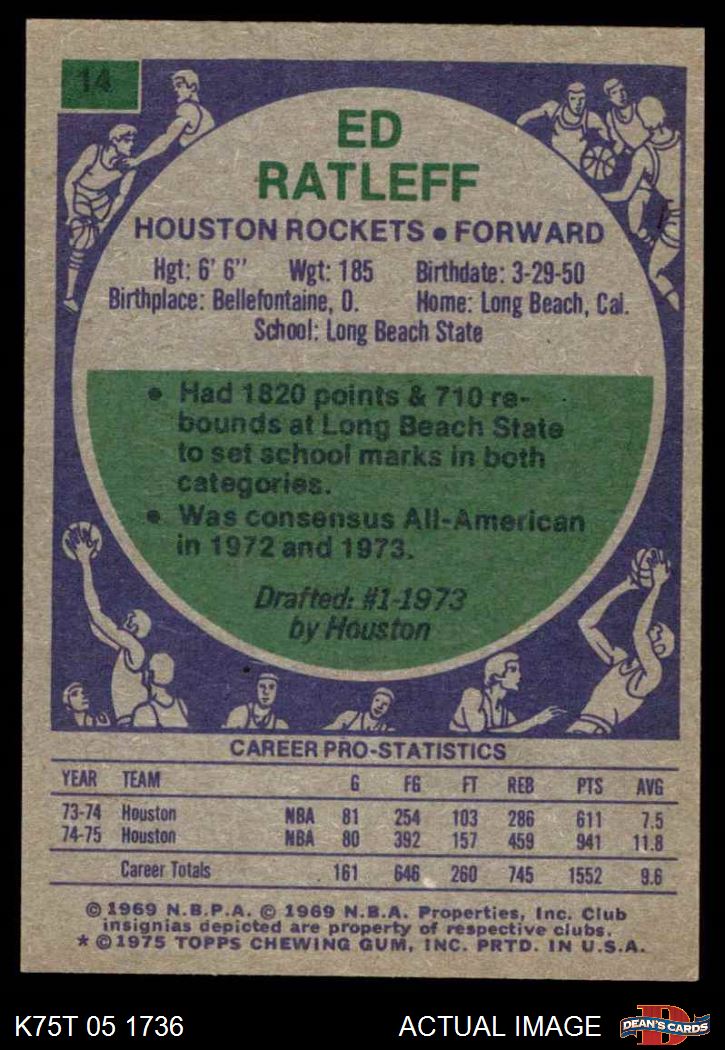 14
ED
RATLEFF
HOUSTON ROCKETS • FORWARD
Hgt: 6' 6" Wgt: 185 Birthdate: 3-29-50
Birthplace: Bellefontaine, O. Home: Long Beach, Cal.
School: Long Beach State
• Had 1820 points & 710 re-
bounds at Long Beach State
to set school marks in both
categories.
• Was consensus All-American
in 1972 and 1973.
Drafted: #1-1973
by Houston
CAREER PRO-STATISTICS
YEAR TEAM G FG FT REB PTS AVG
73-74 Houston NBA 81 254 103 286 611 7.5
74-75 Houston NBA 80 392 157 459 941 11.8
Career Totals 161 646 260 745 1552 9.6
© 1969 N.B.P.A. © 1969 N.B.A. Properties, Inc. Club
insignias depicted are property of respective clubs.
* © 1975 TOPPS CHEWING GUM, INC. PRTD. IN U.S.A.
K75T 05 1736 ACTUAL IMAGE D DEAN'S CARDS